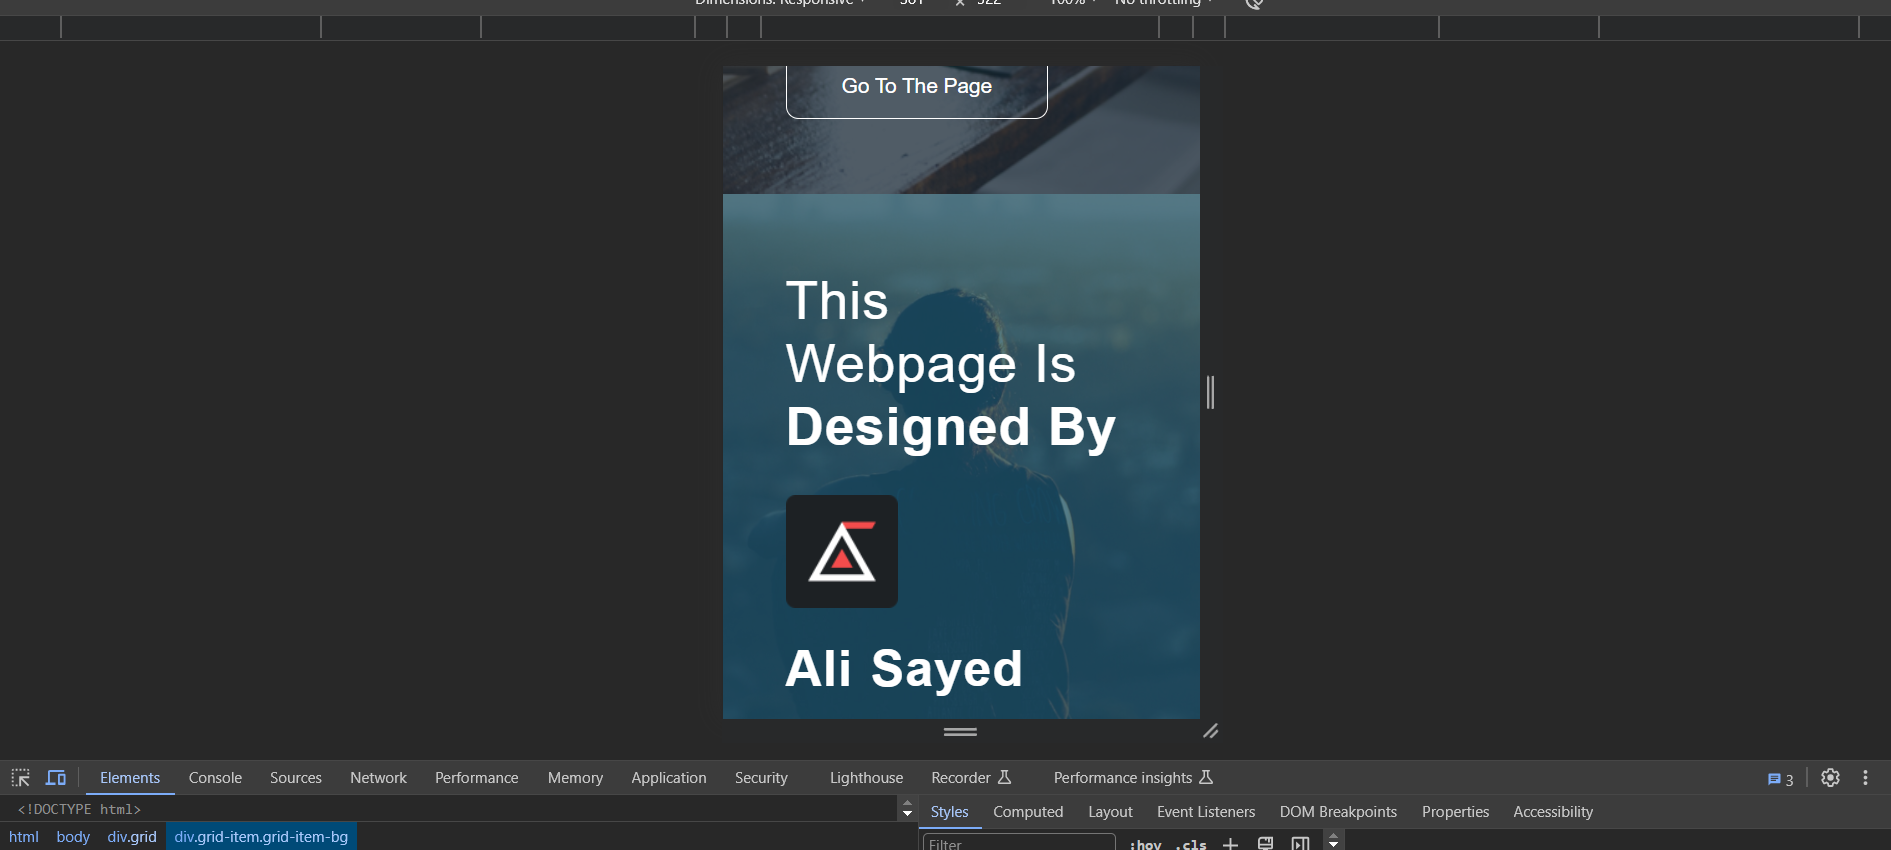 Dimensions: Responsive
381 × 522
100%
No throttling
Go To The Page
This
Webpage Is
Designed By
Ali Sayed
Elements Console Sources Network Performance Memory Application Security Lighthouse Recorder Performance insights 3
<!DOCTYPE html>
html body div.grid div.grid-item.grid-item-bg
Styles Computed Layout Event Listeners DOM Breakpoints Properties Accessibility
Filter :hov .cls